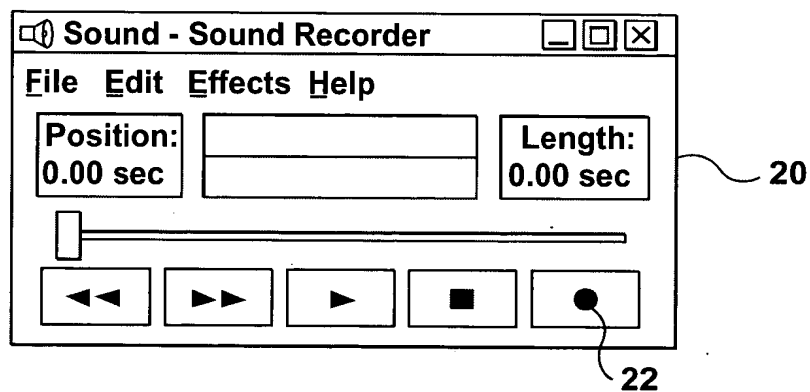 Sound - Sound Recorder
File Edit Effects Help
Position: Length:
0.00 sec 0.00 sec
20
22